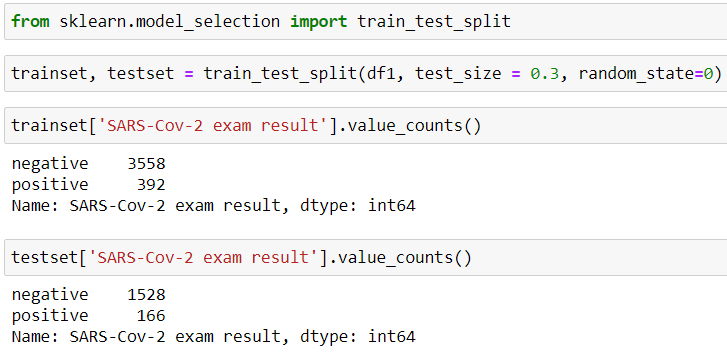 from sklearn.model_selection import train_test_split
trainset, testset = train_test_split(df1, test_size = 0.3, random_state=0)
trainset['SARS-Cov-2 exam result'].value_counts()
negative    3558
positive     392
Name: SARS-Cov-2 exam result, dtype: int64
testset['SARS-Cov-2 exam result'].value_counts()
negative    1528
positive     166
Name: SARS-Cov-2 exam result, dtype: int64